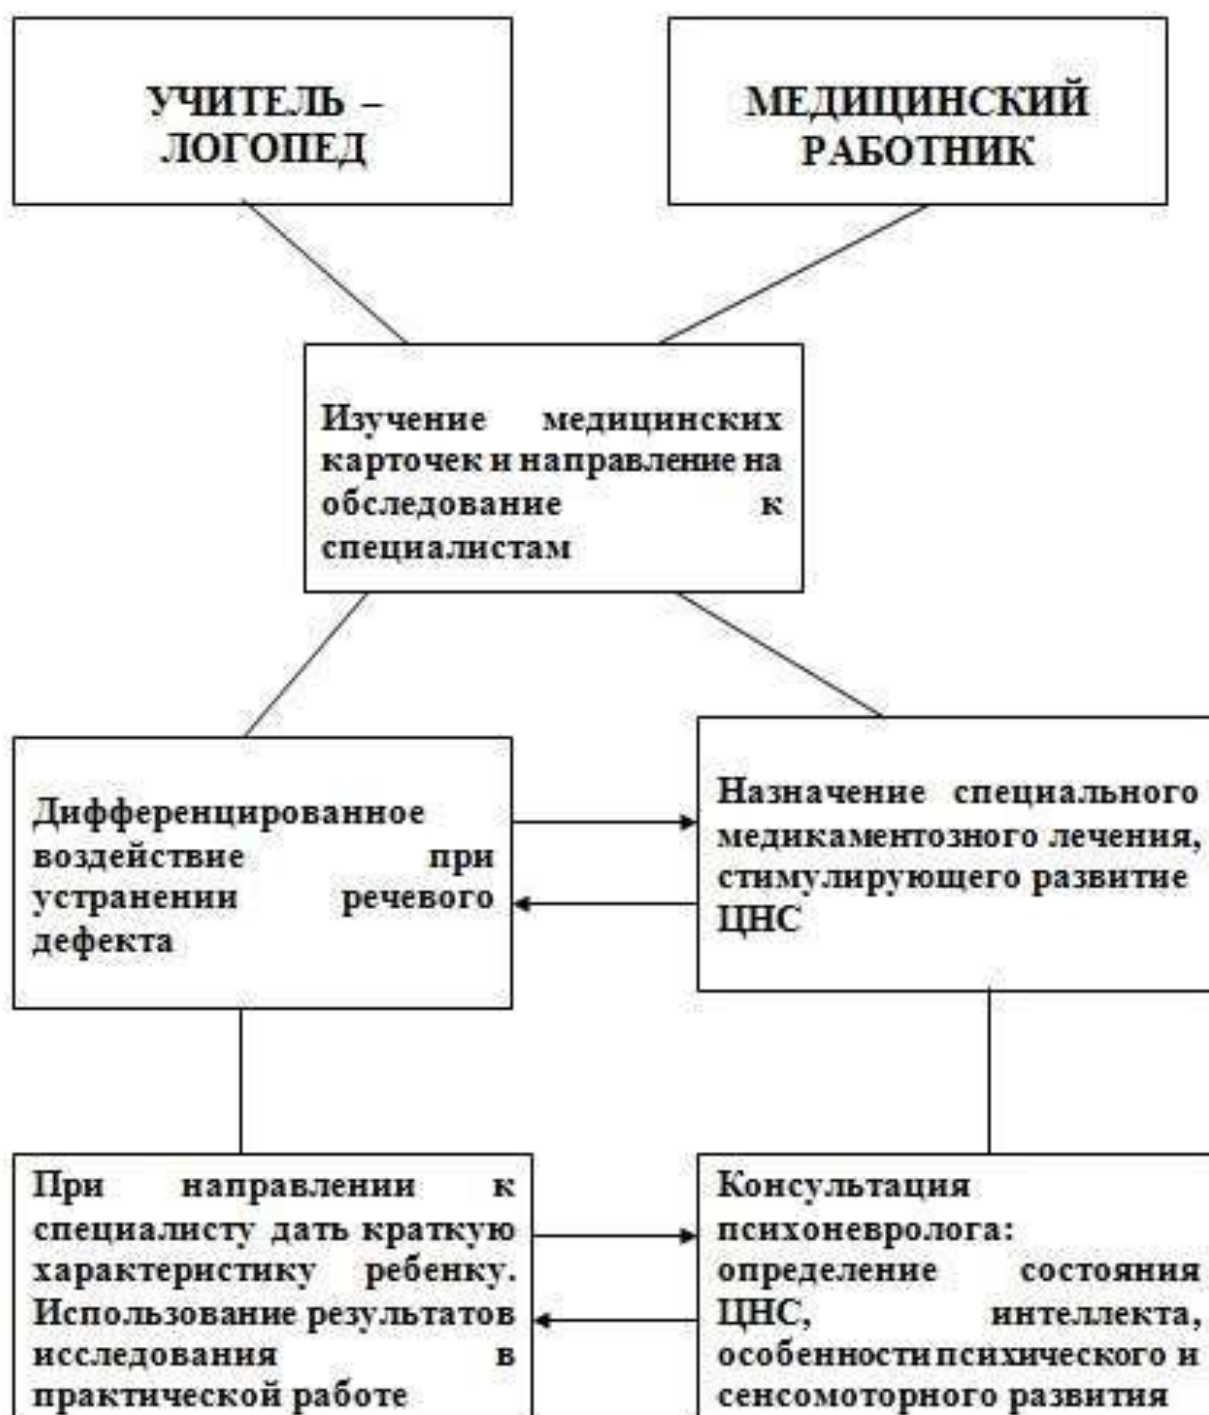 УЧИТЕЛЬ –
ЛОГОПЕД
МЕДИЦИНСКИЙ
РАБОТНИК
Изучение медицинских
карточек и направление на
обследование к
специалистам
Дифференцированное
воздействие при
устранении речевого
дефекта
Назначение специального
медикаментозного лечения,
стимулирующего развитие
ЦНС
При направлении к
специалисту дать краткую
характеристику ребенку.
Использование результатов
исследования в
практической работе
Консультация
психоневролога:
определение состояния
ЦНС, интеллекта,
особенности психического и
сенсомоторного развития